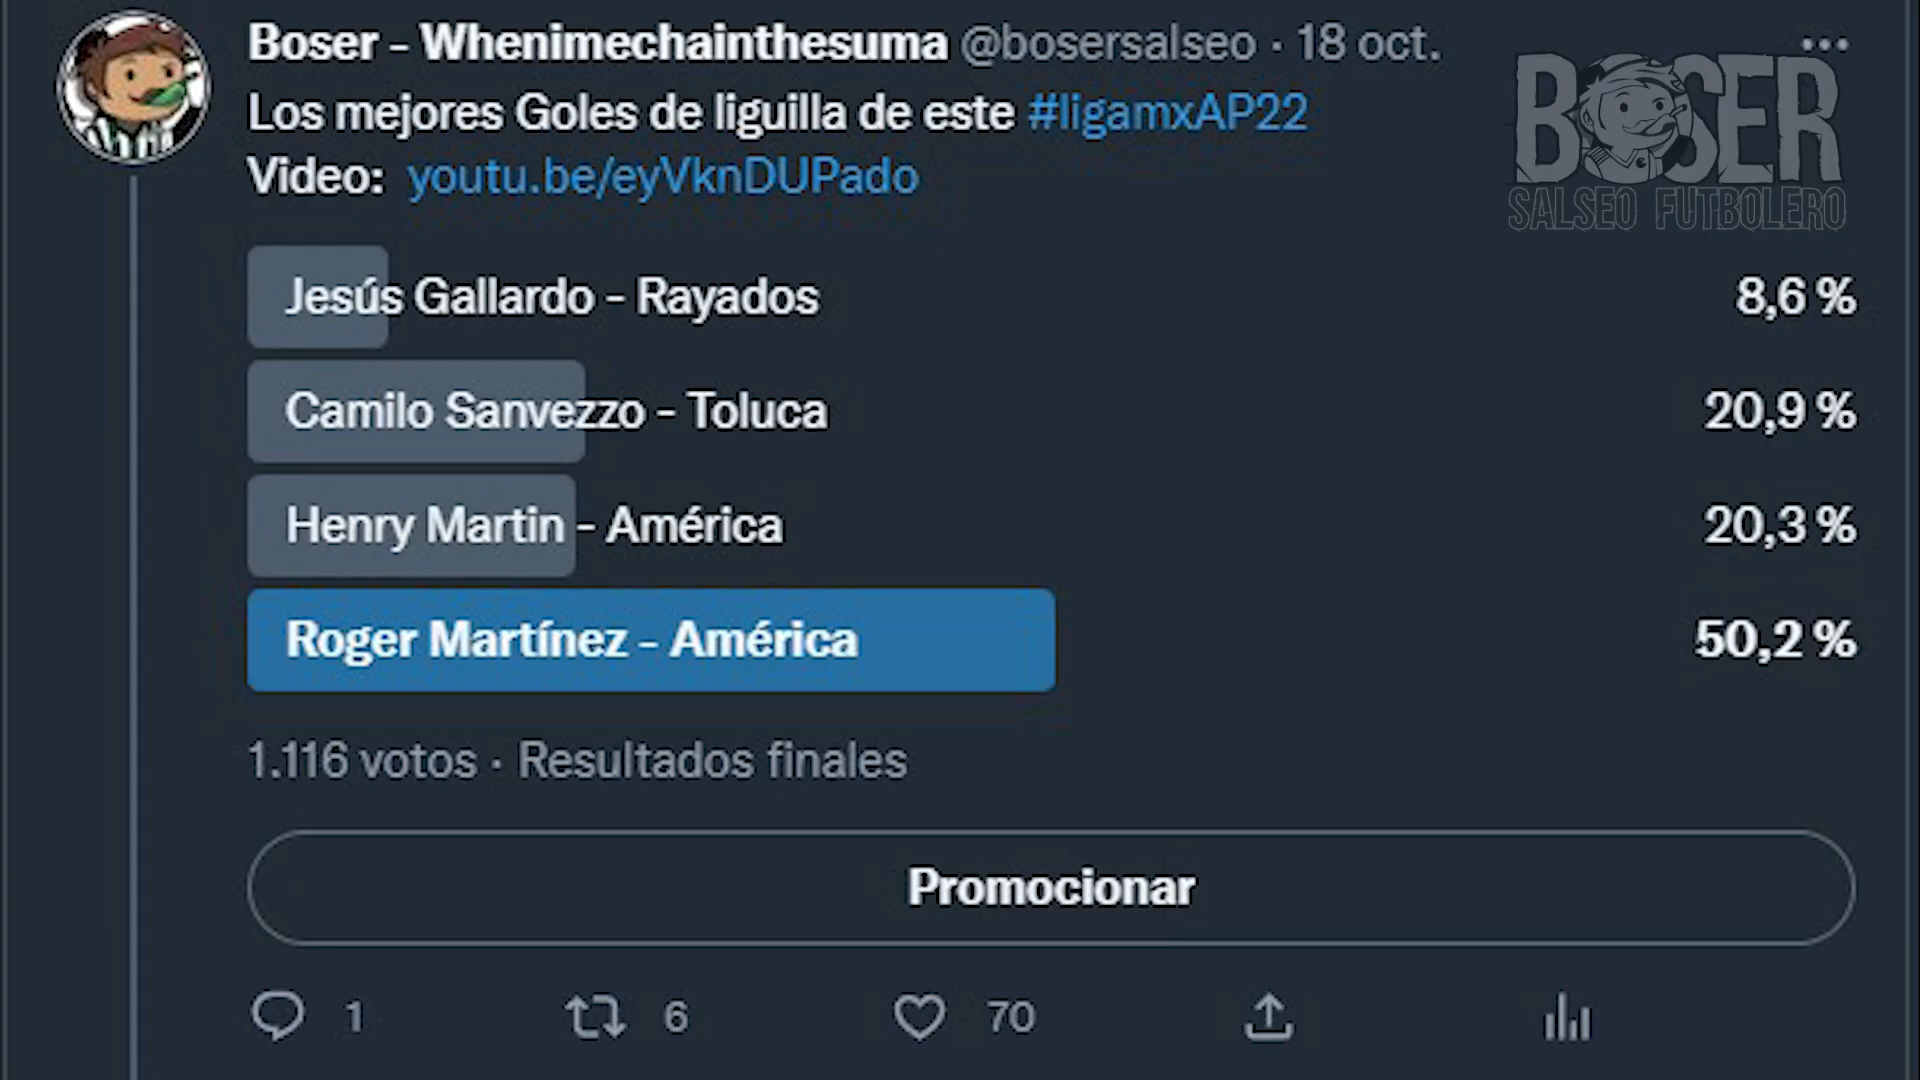 Boser - Whenimechainthesuma @bosersalseo · 18 oct.
Los mejores Goles de liguilla de este #ligamxAP22
Video: youtu.be/eyVknDUPado
BOSER
SALSEO FUTBOLERO
Jesús Gallardo - Rayados 8,6 %
Camilo Sanvezzo - Toluca 20,9 %
Henry Martin - América 20,3 %
Roger Martínez - América 50,2 %
1.116 votos · Resultados finales
Promocionar
1 6 70